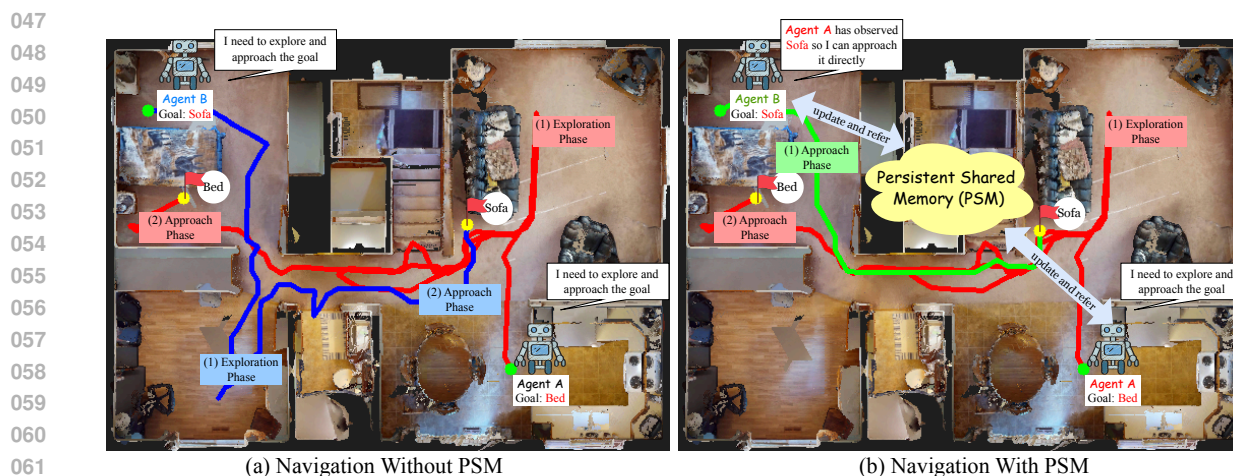 047
048
049
050
051
052
053
054
055
056
057
058
059
060
061
I need to explore and
approach the goal
Agent B
Goal: Sofa
(1) Exploration
Phase
Bed
(2) Approach
Phase
Sofa
I need to explore and
approach the goal
(2) Approach
Phase
(1) Exploration
Phase
Agent A
Goal: Bed
(a) Navigation Without PSM
Agent A has observed
Sofa so I can approach
it directly
Agent B
Goal: Sofa
update and refer
(1) Exploration
Phase
(1) Approach
Phase
Persistent Shared
Memory (PSM)
Bed
(2) Approach
Phase
Sofa
update and refer
I need to explore and
approach the goal
Agent A
Goal: Bed
(b) Navigation With PSM